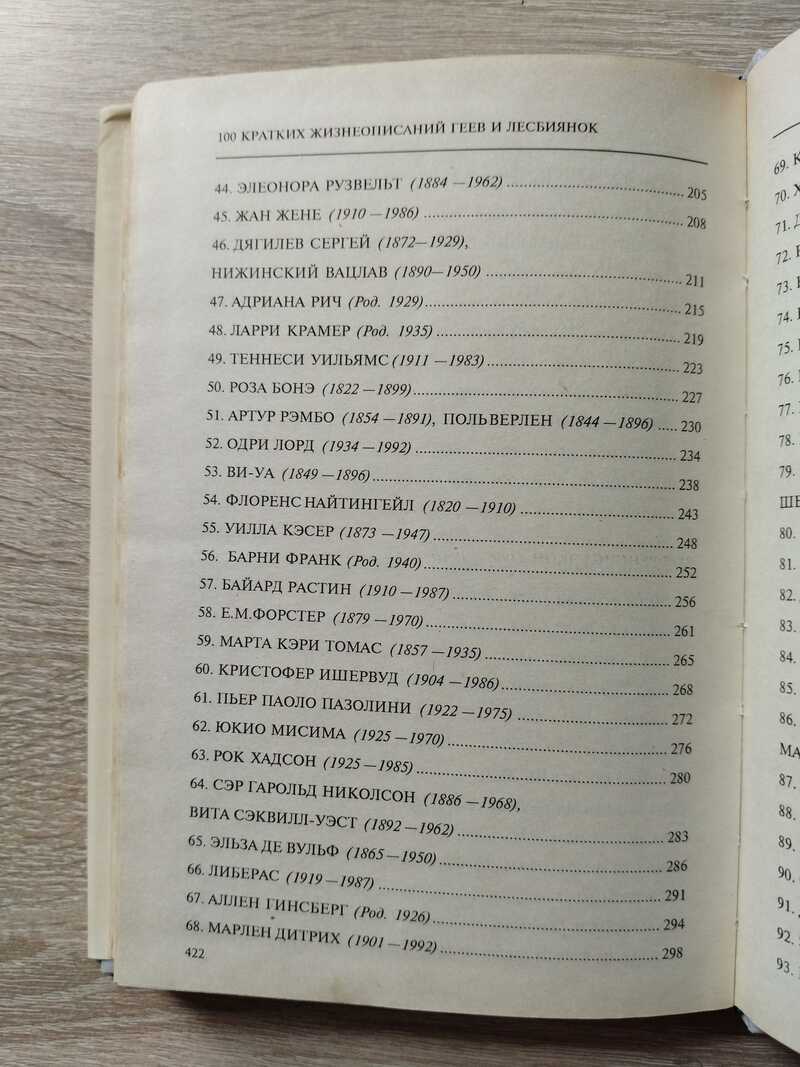 100 КРАТКИХ ЖИЗНЕОПИСАНИЙ ГЕЕВ И ЛЕСБИЯНОК
44. ЭЛЕОНОРА РУЗВЕЛЬТ (1884 — 1962) ........ 205
45. ЖАН ЖЕНЕ (1910 — 1986) ........ 208
46. ДЯГИЛЕВ СЕРГЕЙ (1872— 1929),
НИЖИНСКИЙ ВАЦЛАВ (1890—1950) ........ 211
47. АДРИАНА РИЧ (Род. 1929) ........ 215
48. ЛАРРИ КРАМЕР (Род. 1935) ........ 219
49. ТЕННЕСИ УИЛЬЯМС (1911 — 1983) ........ 223
50. РОЗА БОНЭ (1822 —1899) ........ 227
51. АРТУР РЭМБО (1854 —1891), ПОЛЬ ВЕРЛЕН (1844 —1896) ..... 230
52. ОДРИ ЛОРД (1934 —1992) ........ 234
53. ВИ-УА (1849 —1896) ........ 238
54. ФЛОРЕНС НАЙТИНГЕЙЛ (1820 —1910) ........ 243
55. УИЛЛА КЭСЕР (1873 —1947) ........ 248
56. БАРНИ ФРАНК (Род. 1940) ........ 252
57. БАЙАРД РАСТИН (1910 —1987) ........ 256
58. Е.М.ФОРСТЕР (1879 —1970) ........ 261
59. МАРТА КЭРИ ТОМАС (1857 —1935) ........ 265
60. КРИСТОФЕР ИШЕРВУД (1904 —1986) ........ 268
61. ПЬЕР ПАОЛО ПАЗОЛИНИ (1922 —1975) ........ 272
62. ЮКИО МИСИМА (1925 —1970) ........ 276
63. РОК ХАДСОН (1925 —1985) ........ 280
64. СЭР ГАРОЛЬД НИКОЛСОН (1886 —1968),
ВИТА СЭКВИЛЛ-УЭСТ (1892 —1962) ........ 283
65. ЭЛЬЗА ДЕ ВУЛЬФ (1865 —1950) ........ 286
66. ЛИБЕРАС (1919 —1987) ........ 291
67. АЛЛЕН ГИНСБЕРГ (Род. 1926) ........ 294
68. МАРЛЕН ДИТРИХ (1901 —1992) ........ 298
422
69.
70.
71.
72.
73.
74.
75.
76.
77.
78.
79.
80.
81.
82.
83.
84.
85.
86.
87.
88.
89.
90.
91.
92.
93.